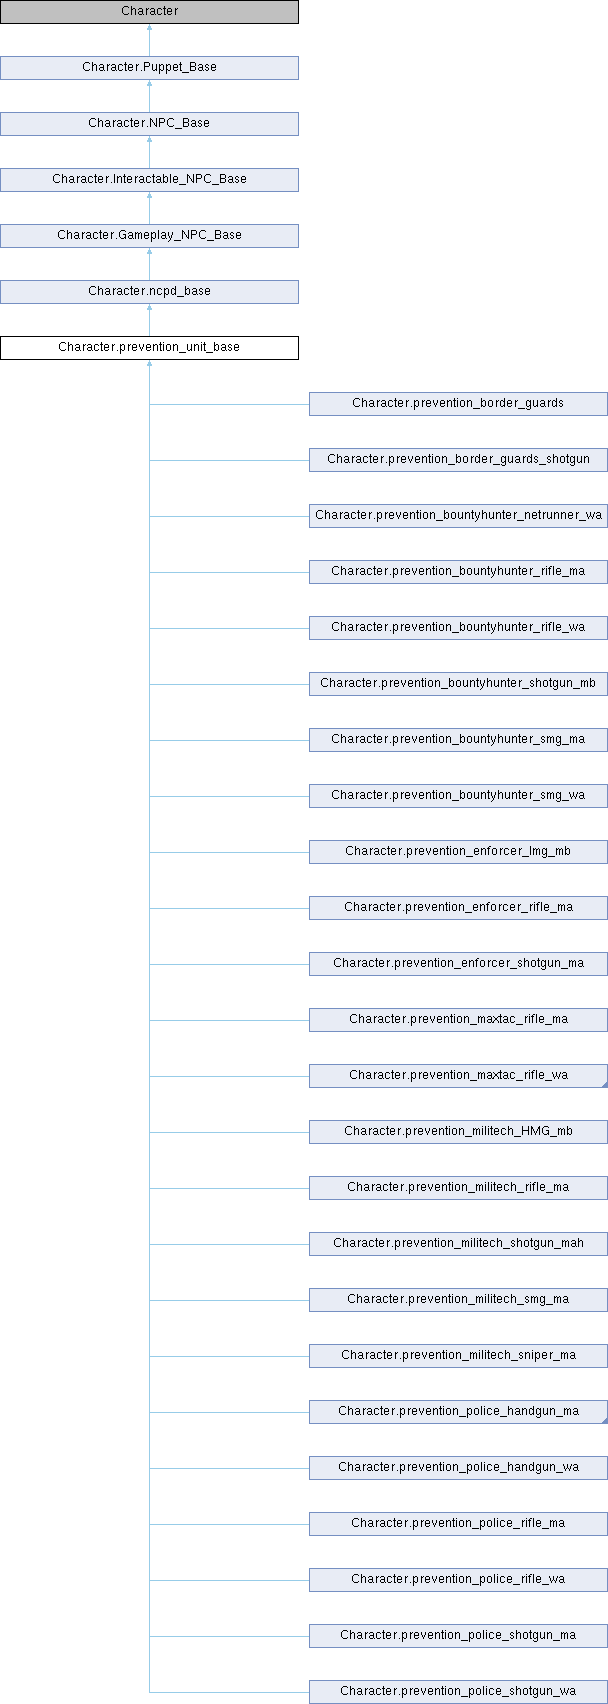 Character
Character.Puppet_Base
Character.NPC_Base
Character.Interactable_NPC_Base
Character.Gameplay_NPC_Base
Character.ncpd_base
Character.prevention_unit_base
Character.prevention_border_guards
Character.prevention_border_guards_shotgun
Character.prevention_bountyhunter_netrunner_wa
Character.prevention_bountyhunter_rifle_ma
Character.prevention_bountyhunter_rifle_wa
Character.prevention_bountyhunter_shotgun_mb
Character.prevention_bountyhunter_smg_ma
Character.prevention_bountyhunter_smg_wa
Character.prevention_enforcer_lmg_mb
Character.prevention_enforcer_rifle_ma
Character.prevention_enforcer_shotgun_ma
Character.prevention_maxtac_rifle_ma
Character.prevention_maxtac_rifle_wa
Character.prevention_militech_HMG_mb
Character.prevention_militech_rifle_ma
Character.prevention_militech_shotgun_mah
Character.prevention_militech_smg_ma
Character.prevention_militech_sniper_ma
Character.prevention_police_handgun_ma
Character.prevention_police_handgun_wa
Character.prevention_police_rifle_ma
Character.prevention_police_rifle_wa
Character.prevention_police_shotgun_ma
Character.prevention_police_shotgun_wa